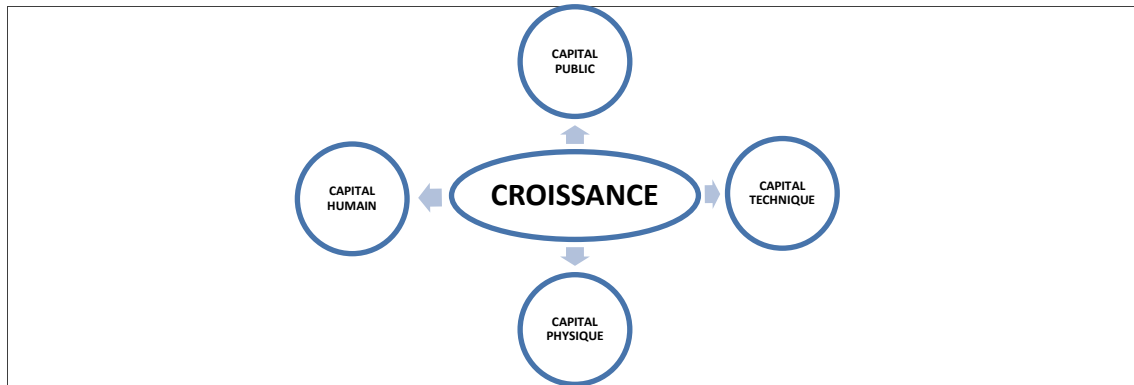 CAPITAL
PUBLIC
CAPITAL
HUMAIN
CROISSANCE
CAPITAL
TECHNIQUE
CAPITAL
PHYSIQUE